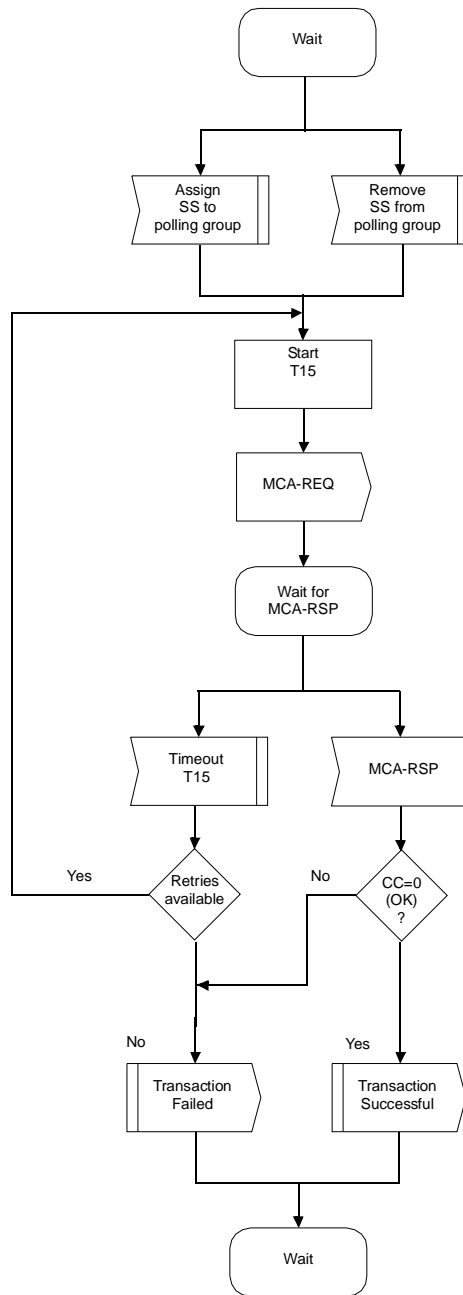 Wait
Assign
SS to
polling group
Remove
SS from
polling group
Start
T15
MCA-REQ
Wait for
MCA-RSP
Timeout
T15
MCA-RSP
Yes
Retries
available
No
CC=0
(OK)
?
No
Yes
Transaction
Failed
Transaction
Successful
Wait